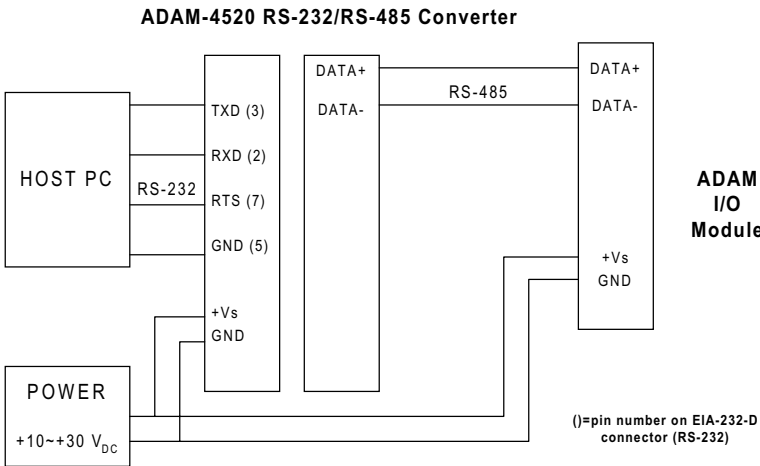 ADAM-4520 RS-232/RS-485 Converter
HOST PC
RS-232
TXD (3)
RXD (2)
RTS (7)
GND (5)
+Vs
GND
DATA+
DATA-
RS-485
DATA+
DATA-
+Vs
GND
ADAM
I/O
Module
POWER
+10~+30 VDC
()=pin number on EIA-232-D
connector (RS-232)